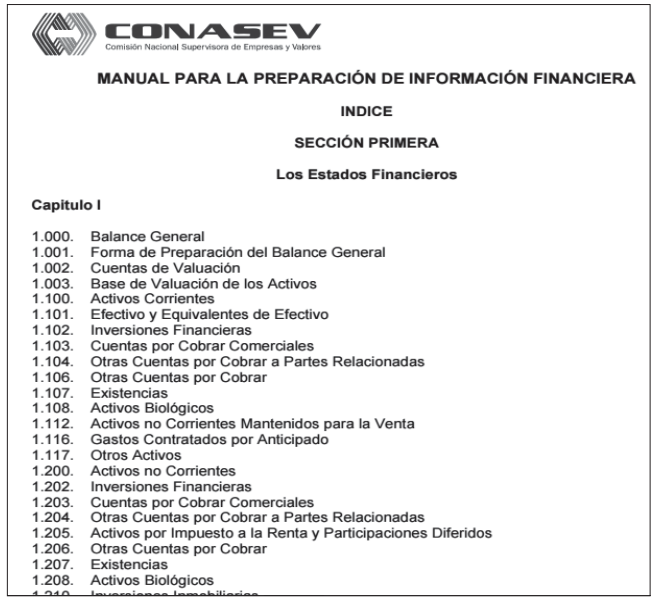 CONASEV
Comisión Nacional Supervisora de Empresas y Valores
MANUAL PARA LA PREPARACIÓN DE INFORMACIÓN FINANCIERA
INDICE
SECCIÓN PRIMERA
Los Estados Financieros
Capitulo I
1.000. Balance General
1.001. Forma de Preparación del Balance General
1.002. Cuentas de Valuación
1.003. Base de Valuación de los Activos
1.100. Activos Corrientes
1.101. Efectivo y Equivalentes de Efectivo
1.102. Inversiones Financieras
1.103. Cuentas por Cobrar Comerciales
1.104. Otras Cuentas por Cobrar a Partes Relacionadas
1.106. Otras Cuentas por Cobrar
1.107. Existencias
1.108. Activos Biológicos
1.112. Activos no Corrientes Mantenidos para la Venta
1.116. Gastos Contratados por Anticipado
1.117. Otros Activos
1.200. Activos no Corrientes
1.202. Inversiones Financieras
1.203. Cuentas por Cobrar Comerciales
1.204. Otras Cuentas por Cobrar a Partes Relacionadas
1.205. Activos por Impuesto a la Renta y Participaciones Diferidos
1.206. Otras Cuentas por Cobrar
1.207. Existencias
1.208. Activos Biológicos
1.210. Inversiones Inmobiliarias